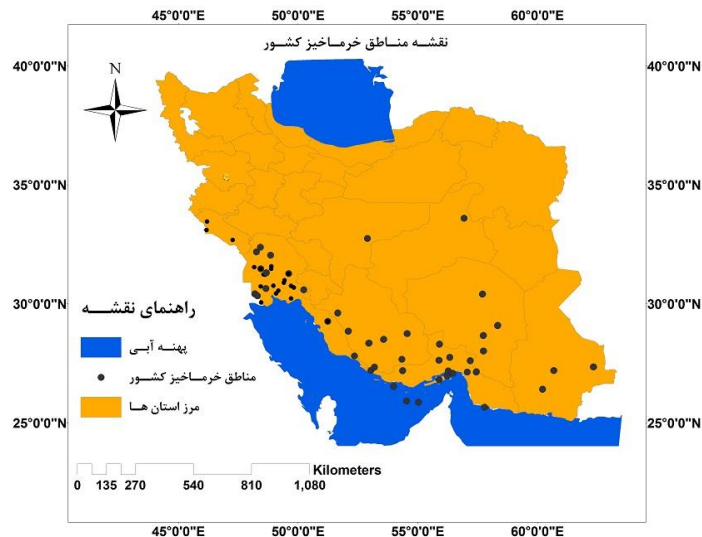 45°0'0"E 50°0'0"E 55°0'0"E 60°0'0"E
نقشه مناطق خرماخیز کشور
40°0'0"N 40°0'0"N
N
35°0'0"N 35°0'0"N
30°0'0"N 30°0'0"N
راهنمای نقشه
پهنه آبی
مناطق خرماخیز کشور
مرز استان ها
25°0'0"N 25°0'0"N
Kilometers
0 135 270 540 810 1,080
45°0'0"E 50°0'0"E 55°0'0"E 60°0'0"E